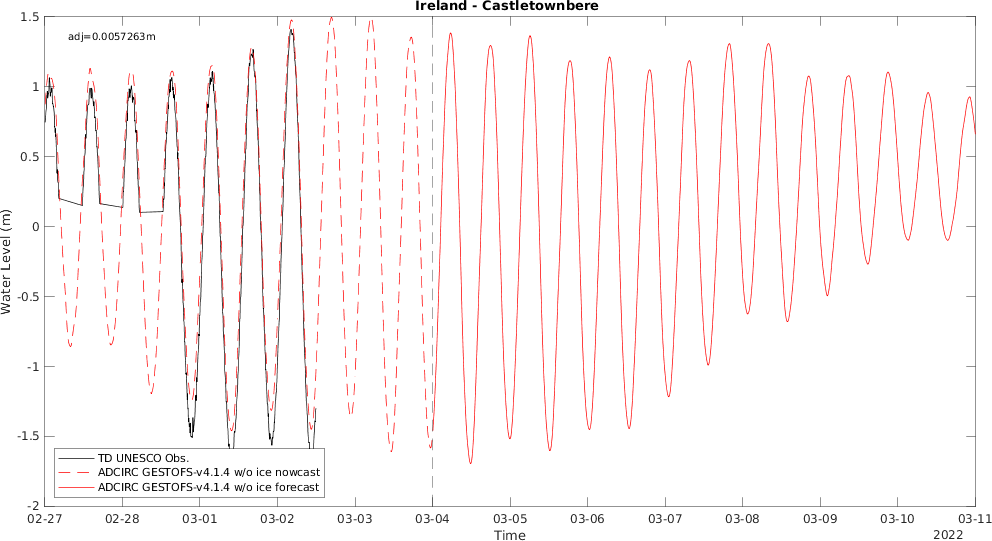 Ireland - Castletownbere
adj=0.0057263m
1.5
1
0.5
0
-0.5
-1
-1.5
-2
Water Level (m)
TD UNESCO Obs.
ADCIRC GESTOFS-v4.1.4 w/o ice nowcast
ADCIRC GESTOFS-v4.1.4 w/o ice forecast
02-27 02-28 03-01 03-02 03-03 03-04 03-05 03-06 03-07 03-08 03-09 03-10 03-11
Time
2022